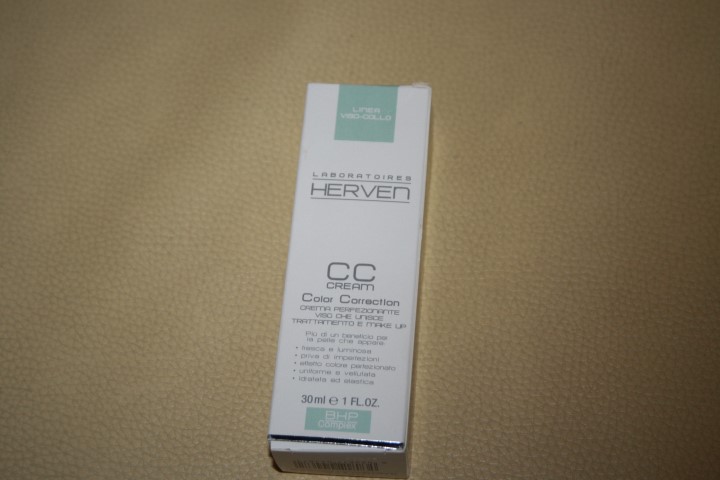 LINEA
VISO-COLLO
LABORATOIRES
HERVEN
CC
CREAM
Color Correction
CREMA PERFEZIONANTE
VISO CHE UNISCE
TRATTAMENTO E MAKE UP
Più di un beneficio per
la pelle che appare
• fresca e luminosa
• priva di imperfezioni
• effetto colore perfezionato
• uniforme e vellutata
• idratata ed elastica
30 ml e 1 FL.OZ.
BHP
Complex